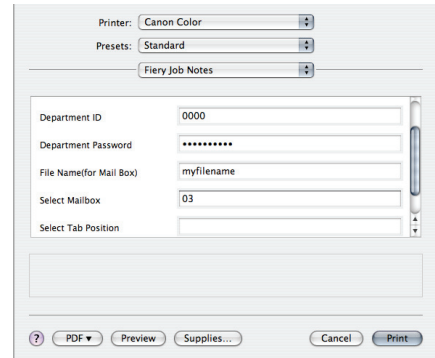 Printer: Canon Color
Presets: Standard
Fiery Job Notes
Department ID 0000
Department Password ••••••••••
File Name(for Mail Box) myfilename
Select Mailbox 03
Select Tab Position
? PDF ▼ Preview Supplies... Cancel Print